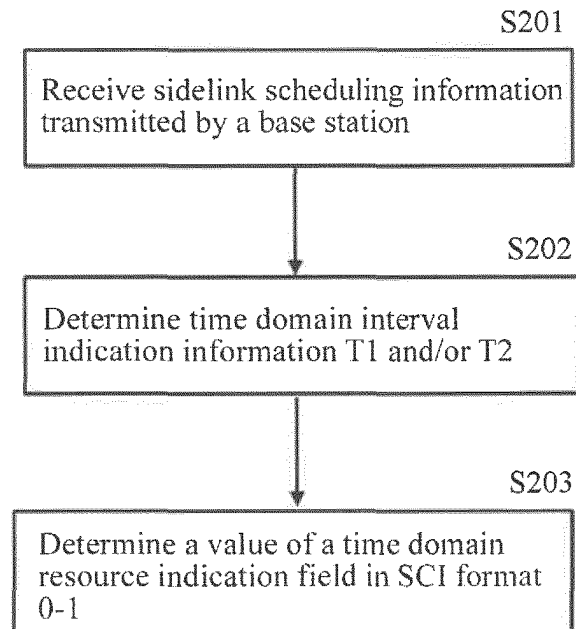 S201
Receive sidelink scheduling information
transmitted by a base station
S202
Determine time domain interval
indication information T1 and/or T2
S203
Determine a value of a time domain
resource indication field in SCI format
0-1